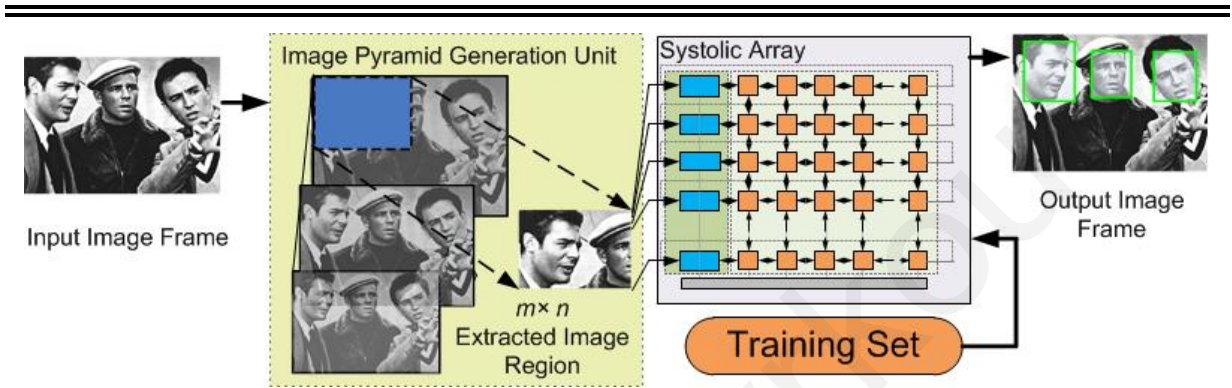 Image Pyramid Generation Unit
Systolic Array
Input Image Frame
m× n
Extracted Image
Region
Output Image
Frame
Training Set